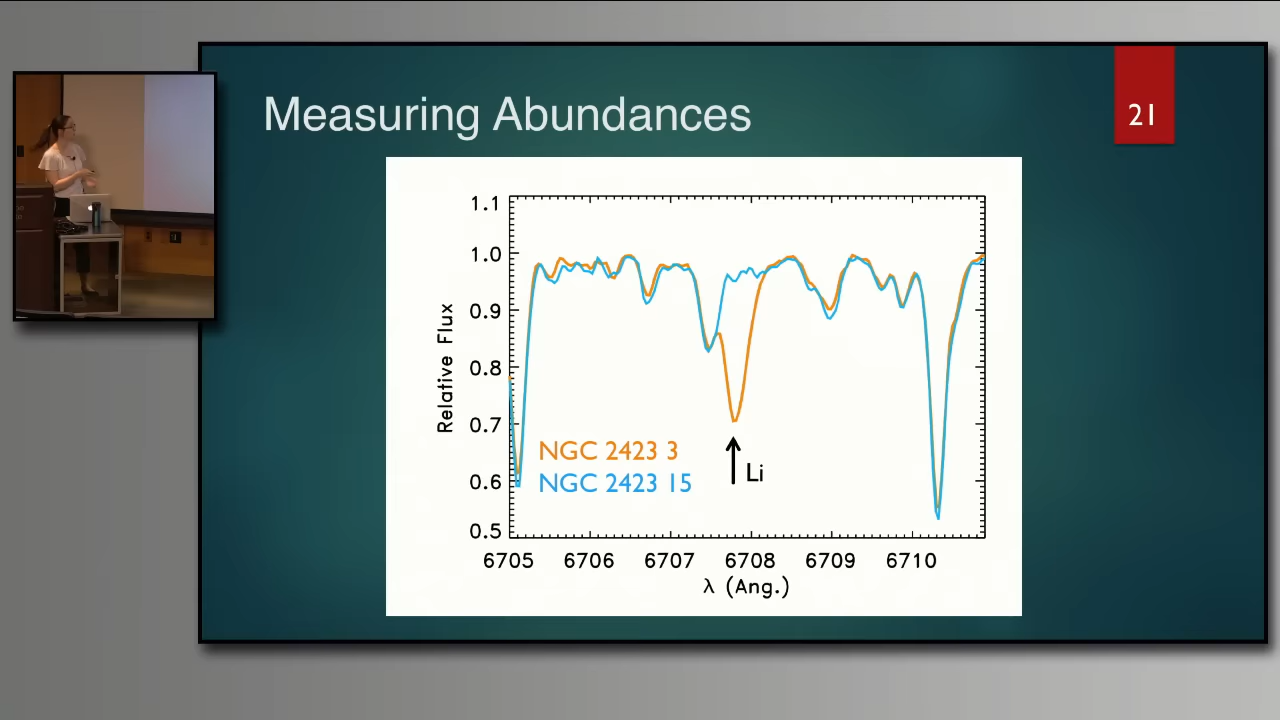 Measuring Abundances
21
1.1
1.0
0.9
0.8
0.7
0.6
0.5
Relative Flux
NGC 2423 3
NGC 2423 15
Li
6705 6706 6707 6708 6709 6710
λ (Ang.)